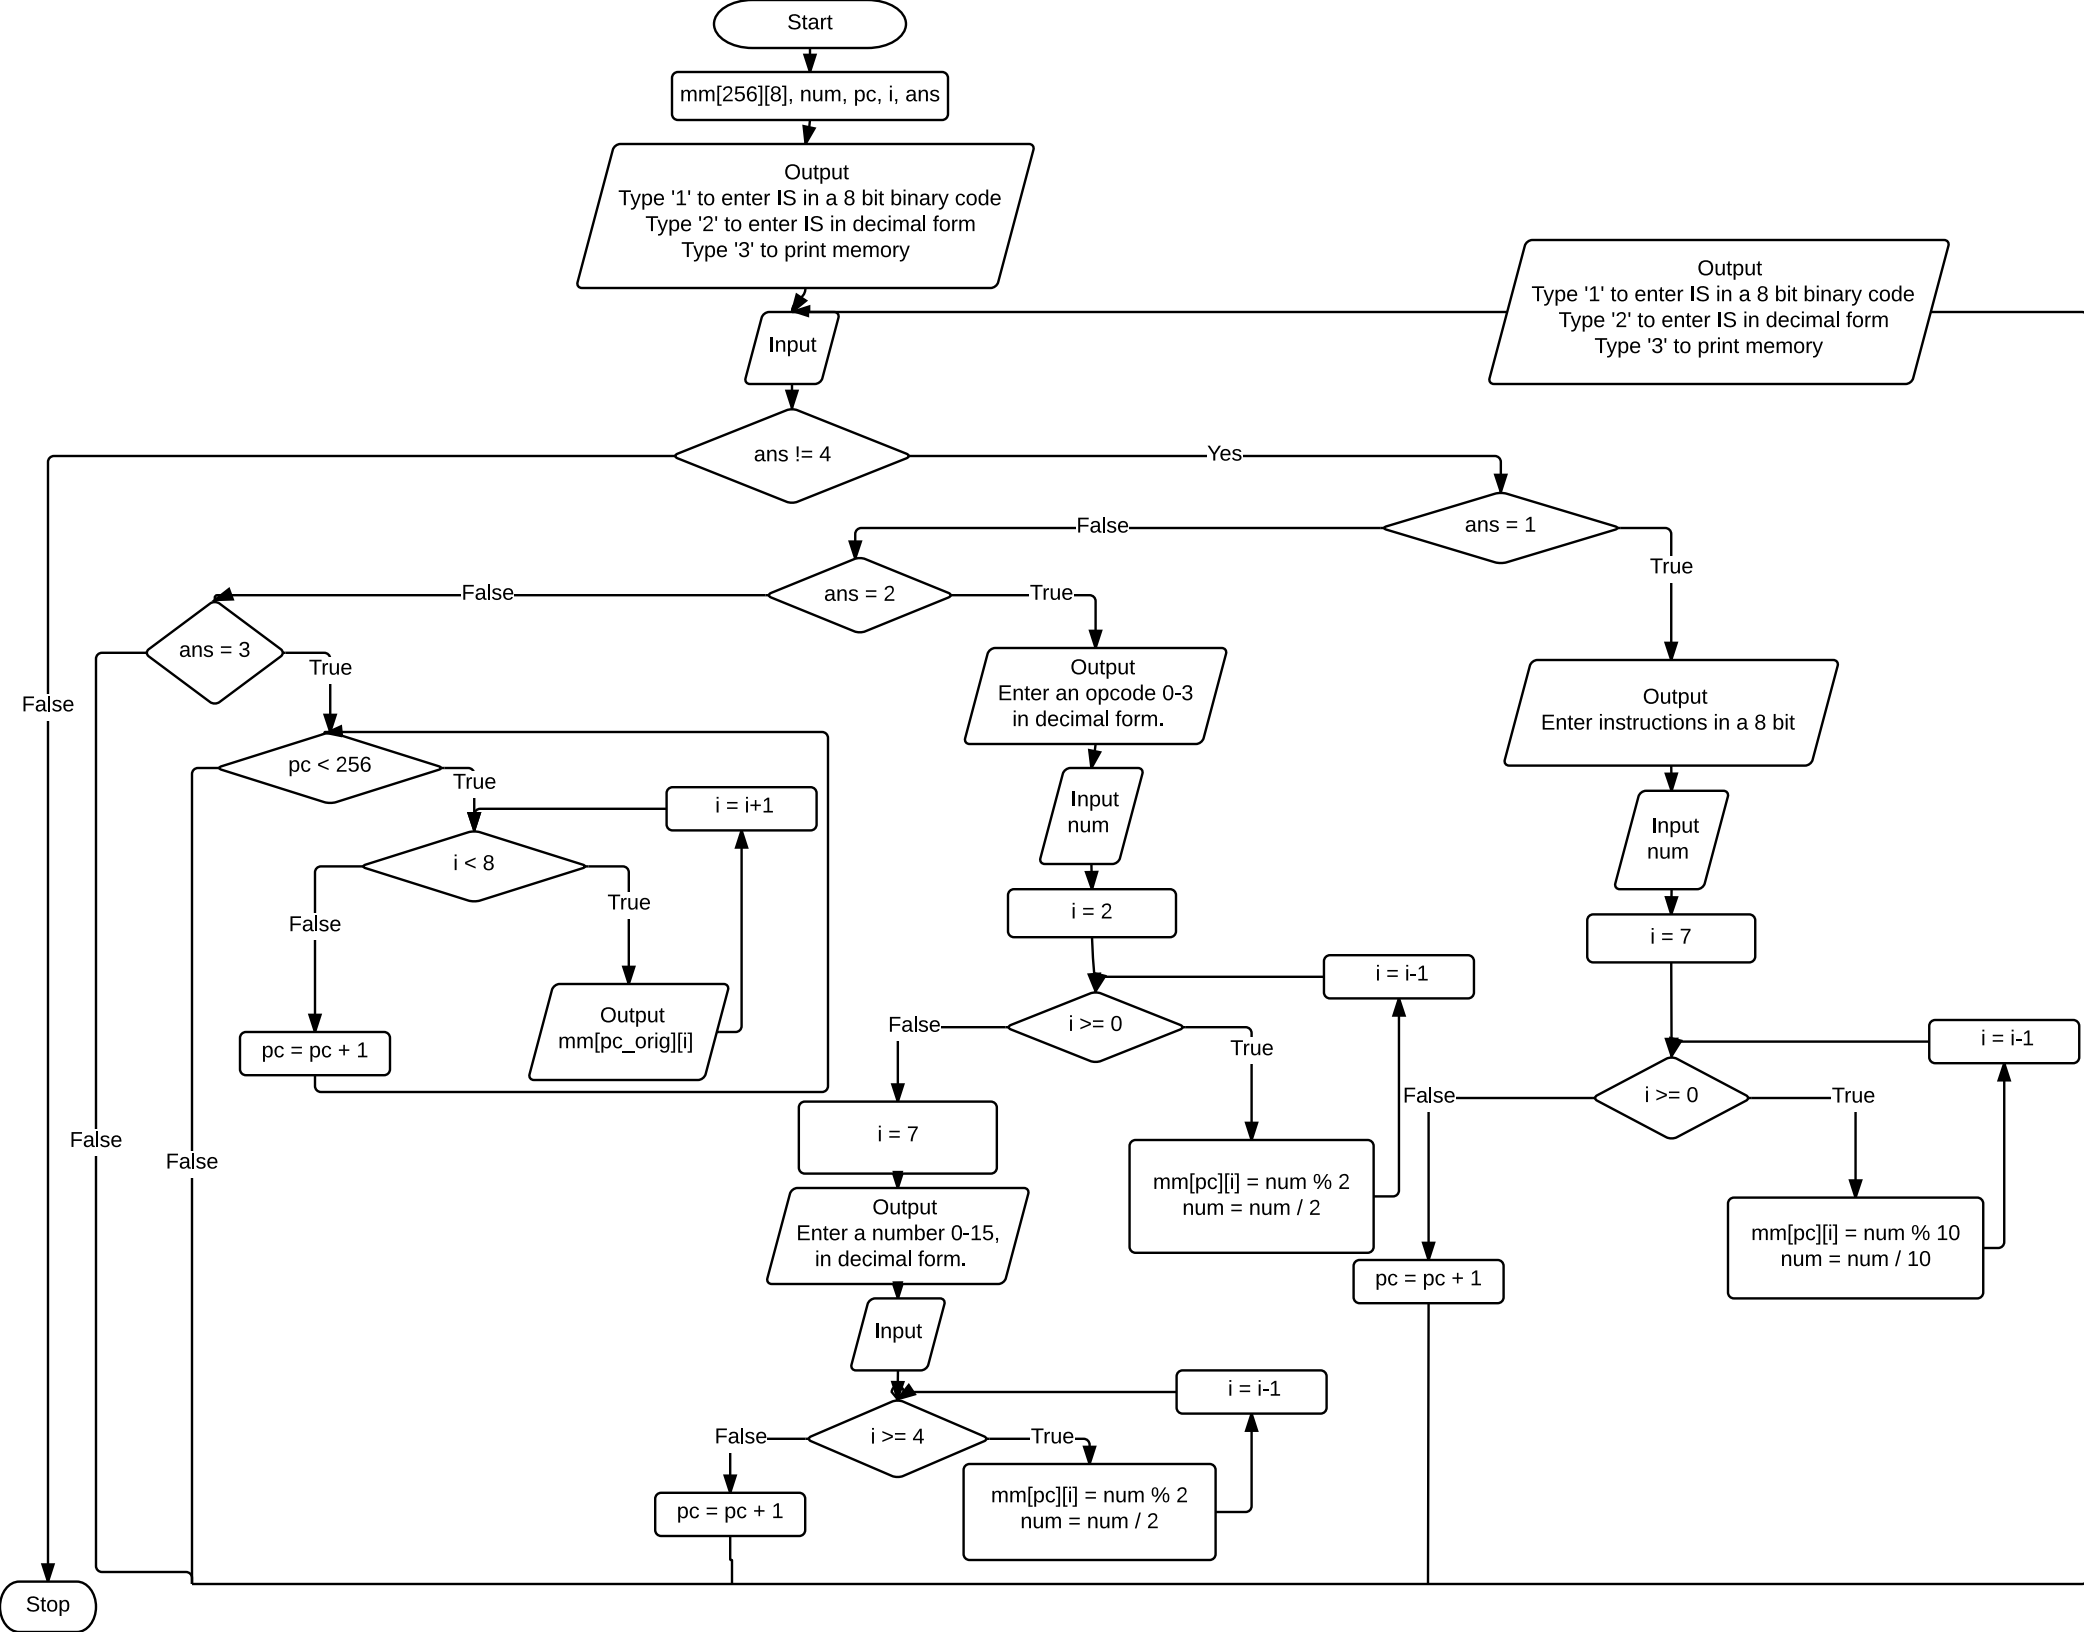 Start
mm[256][8], num, pc, i, ans
Output
Type '1' to enter IS in a 8 bit binary code
Type '2' to enter IS in decimal form
Type '3' to print memory
Output
Type '1' to enter IS in a 8 bit binary code
Type '2' to enter IS in decimal form
Type '3' to print memory
Input
ans != 4
Yes
False
ans = 1
False
True
ans = 2
False
True
ans = 3
True
False
Output
Enter an opcode 0-3
in decimal form.
Output
Enter instructions in a 8 bit
pc < 256
True
False
i = i+1
i < 8
False
True
Output
mm[pc_orig][i]
pc = pc + 1
Input
num
i = 2
i = i-1
i >= 0
False
True
mm[pc][i] = num % 2
num = num / 2
i = 7
Output
Enter a number 0-15,
in decimal form.
Input
i = i-1
i >= 4
False
True
mm[pc][i] = num % 2
num = num / 2
pc = pc + 1
Input
num
i = 7
i = i-1
i >= 0
False
True
mm[pc][i] = num % 10
num = num / 10
pc = pc + 1
Stop